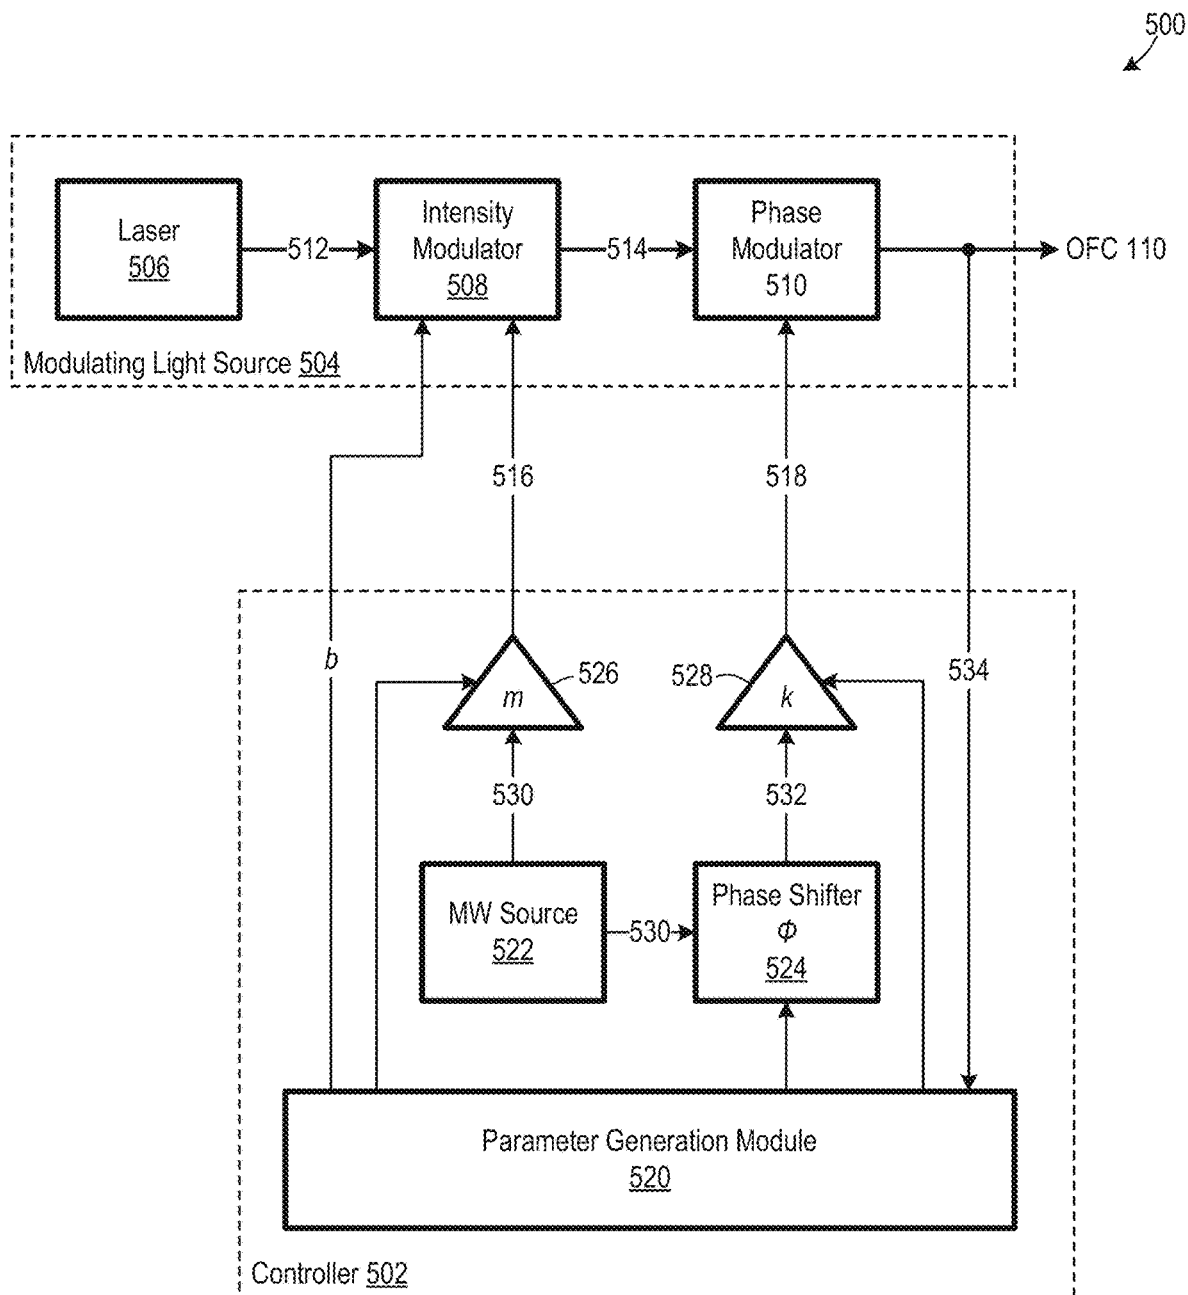 500
Laser
506
512
Intensity
Modulator
508
514
Phase
Modulator
510
OFC 110
Modulating Light Source 504
516
518
b
m
526
528
k
534
530
532
MW Source
522
530
Phase Shifter
Φ
524
Parameter Generation Module
520
Controller 502